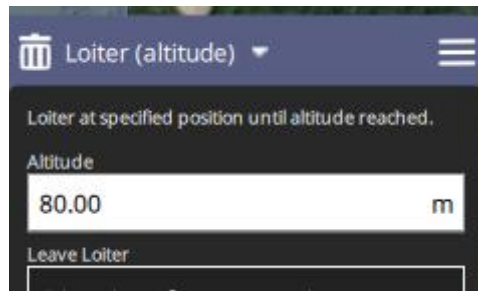 Loiter (altitude)
Loiter at specified position until altitude reached.
Altitude
80.00 m
Leave Loiter